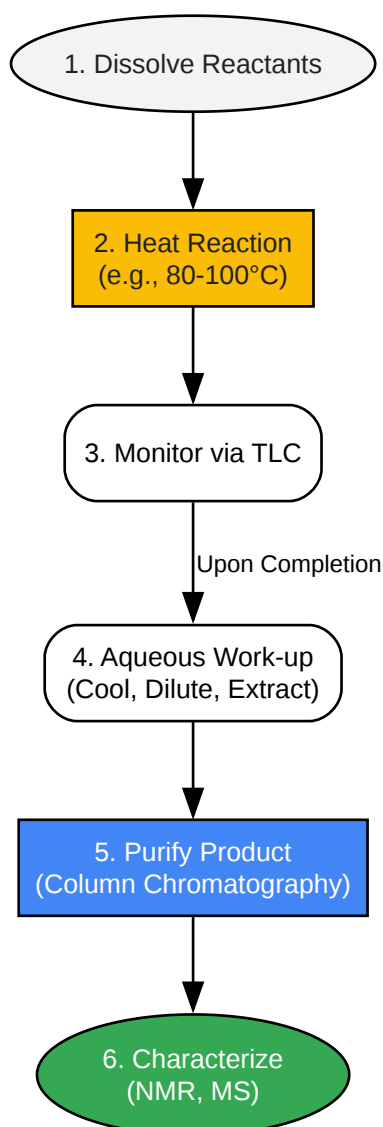 1. Dissolve Reactants
2. Heat Reaction
(e.g., 80-100°C)
3. Monitor via TLC
Upon Completion
4. Aqueous Work-up
(Cool, Dilute, Extract)
5. Purify Product
(Column Chromatography)
6. Characterize
(NMR, MS)